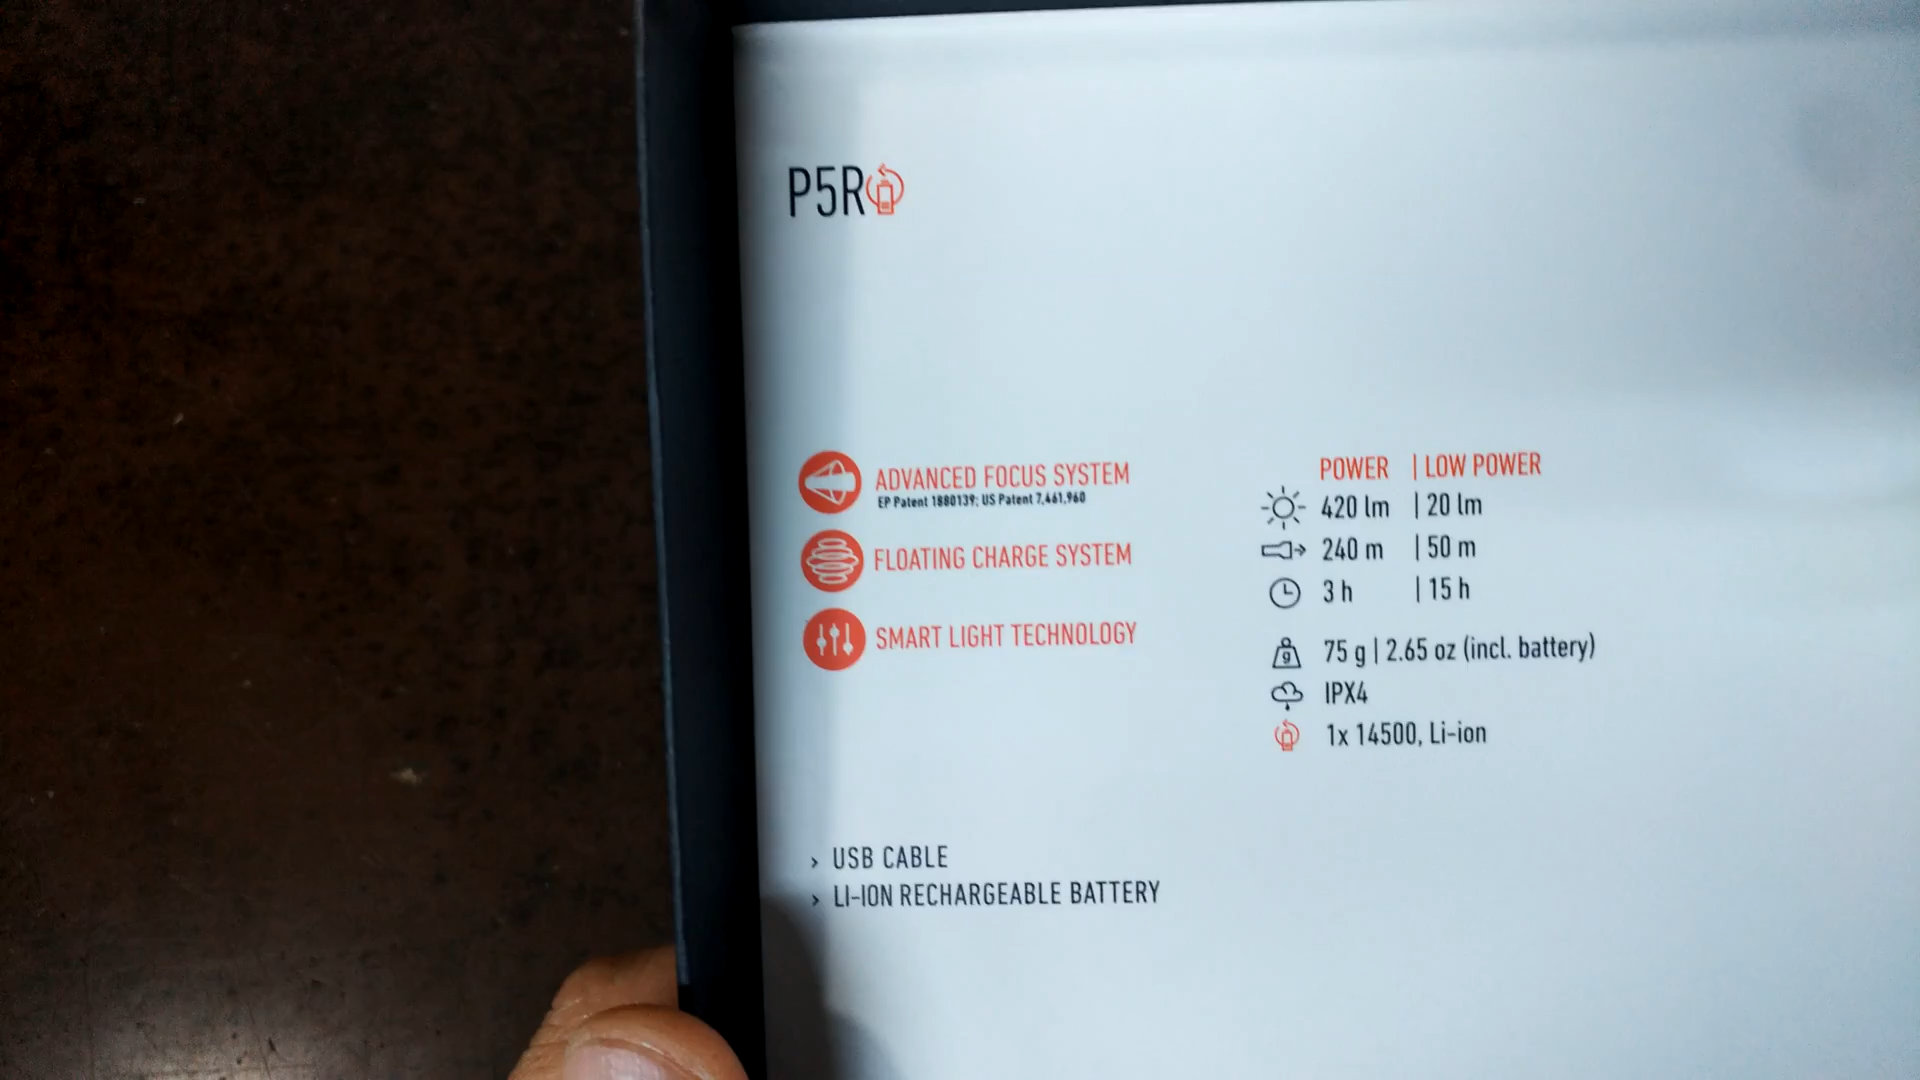 P5R
ADVANCED FOCUS SYSTEM
EP Patent 1880139; US Patent 7,461,960
FLOATING CHARGE SYSTEM
SMART LIGHT TECHNOLOGY
POWER | LOW POWER
420 lm | 20 lm
240 m | 50 m
3 h | 15 h
g 75 g | 2.65 oz (incl. battery)
IPX4
1x 14500, Li-ion
› USB CABLE
› LI-ION RECHARGEABLE BATTERY